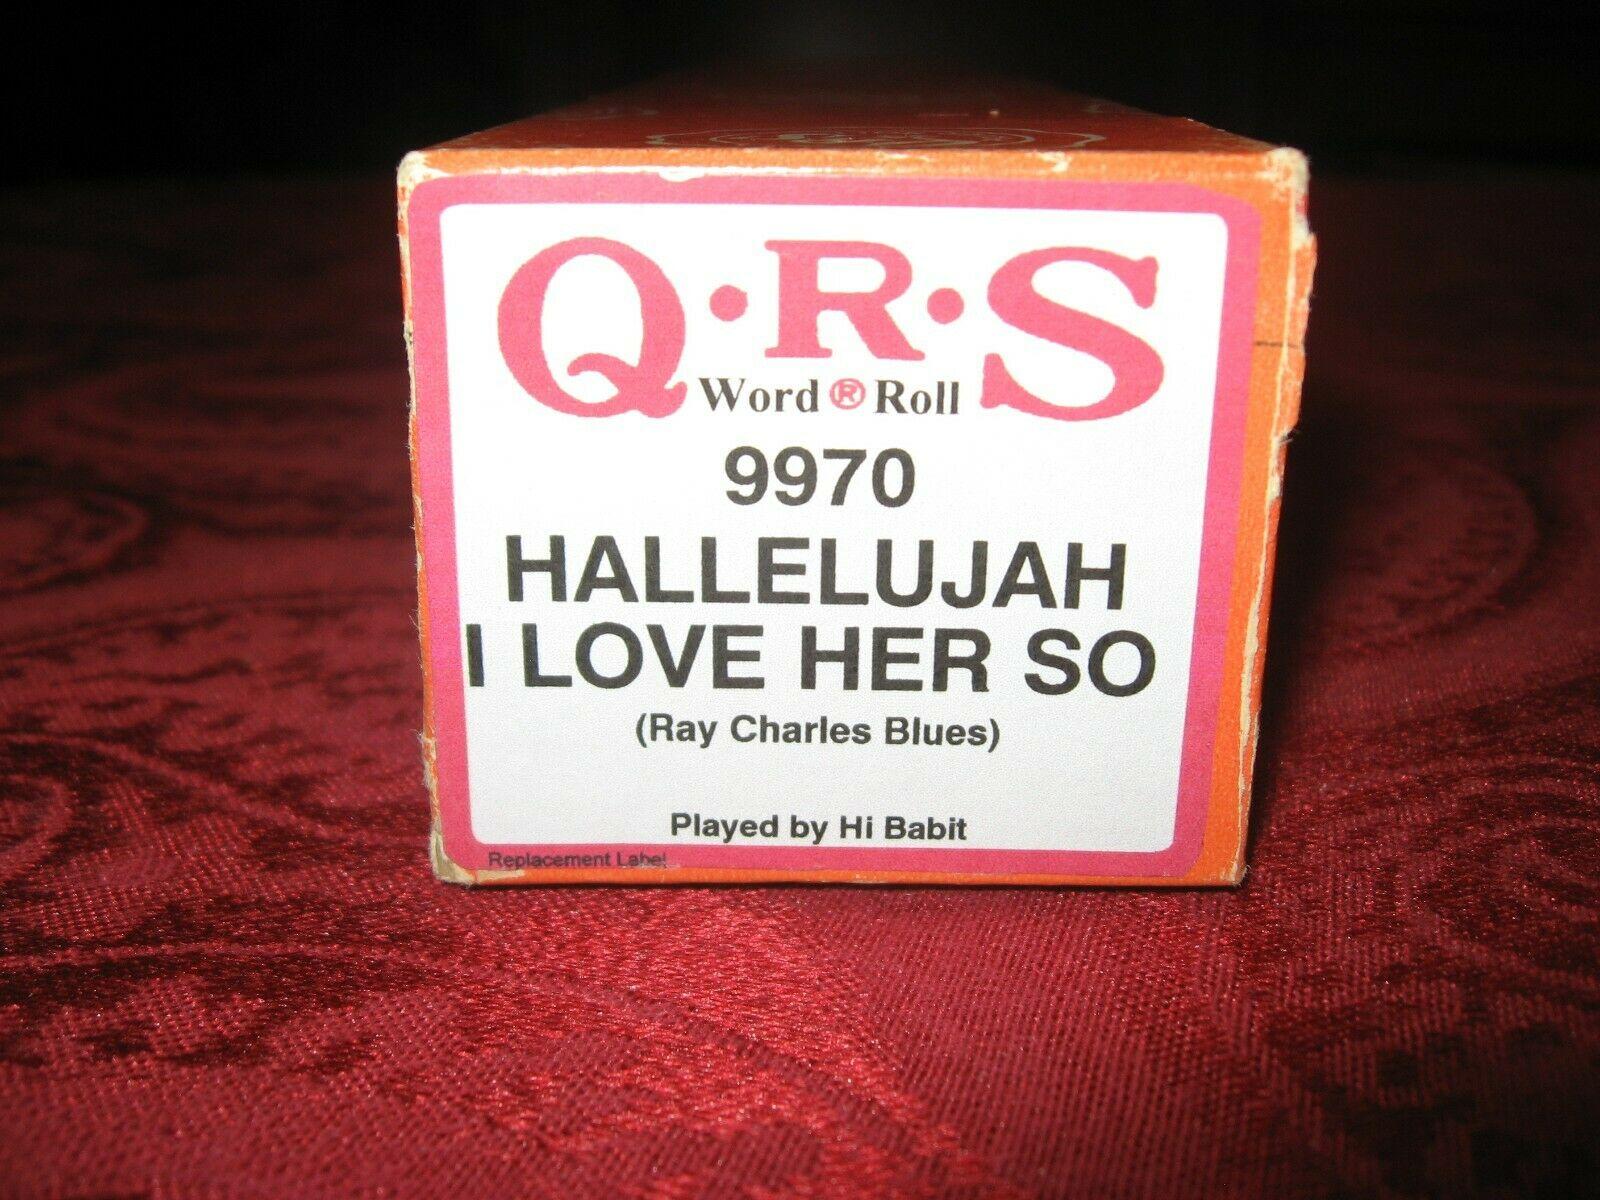 Q·R·S
Word ® Roll
9970
HALLELUJAH
I LOVE HER SO
(Ray Charles Blues)
Played by Hi Babit
Replacement Label